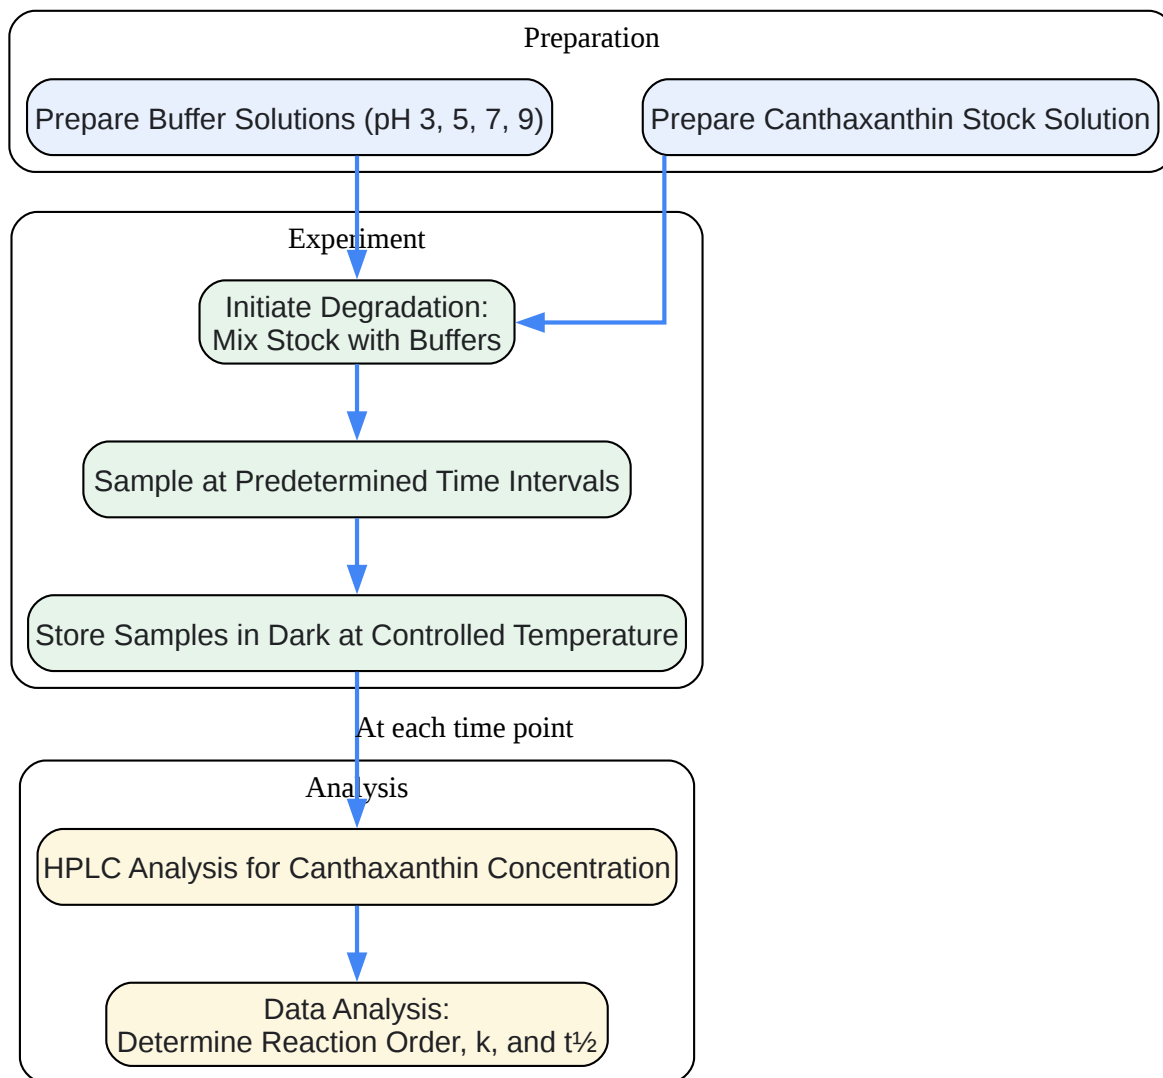 Preparation
Prepare Buffer Solutions (pH 3, 5, 7, 9)
Prepare Canthaxanthin Stock Solution
Experiment
Initiate Degradation:
Mix Stock with Buffers
Sample at Predetermined Time Intervals
Store Samples in Dark at Controlled Temperature
At each time point
Analysis
HPLC Analysis for Canthaxanthin Concentration
Data Analysis:
Determine Reaction Order, k, and t½